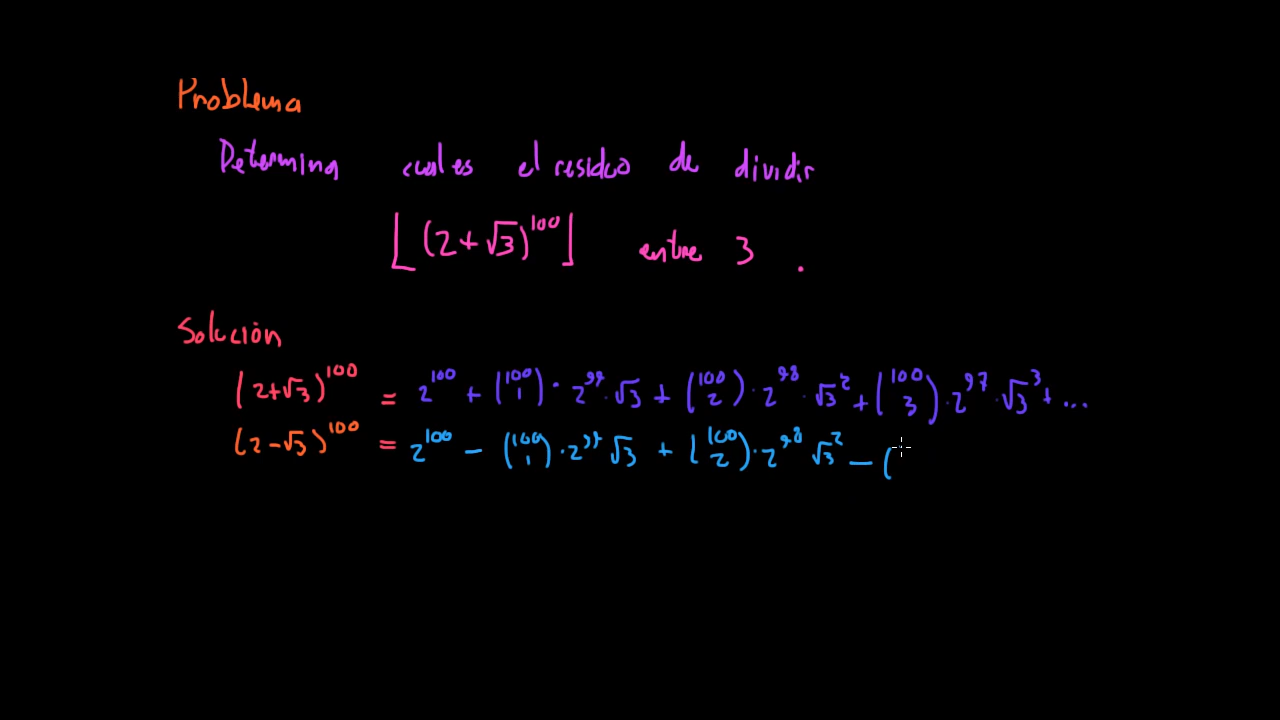 Problema
Determina cual es el residuo de dividir
⌊(2+√3)^100⌋ entre 3.
Solución
(2+√3)^100 = 2^100 + (100 1)·2^99·√3 + (100 2)·2^98·√3^2 + (100 3)·2^97·√3^3 + ...
(2-√3)^100 = 2^100 - (100 1)·2^99 √3 + (100 2)·2^98 √3^2 - (